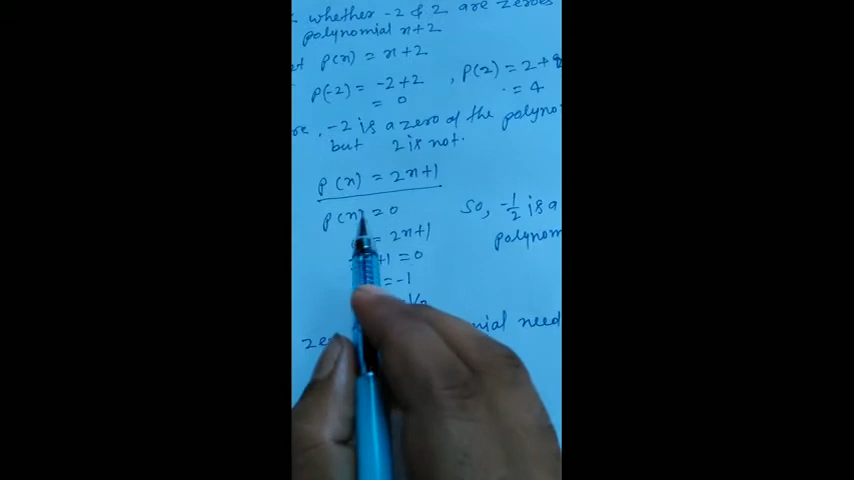 whether -2 & 2 are zeroes
polynomial x+2
p(x) = x+2
p(-2) = -2+2 , p(2) = 2+
= 0 = 4
, -2 is a zero of the polyno
but 2 is not.
p(x) = 2x+1
p(x) = 0 So, -1/2 is a
= 2x+1 polynom
+1 = 0
= -1
need